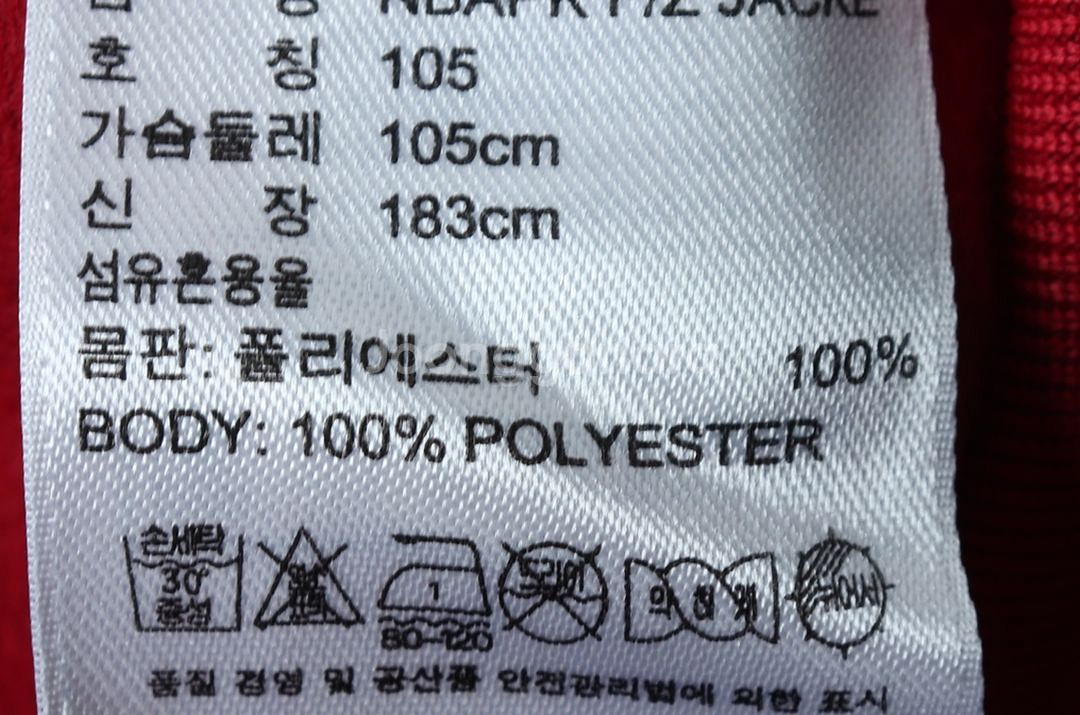 호 칭 105
가슴둘레 105cm
신 장 183cm
섬유혼용율
몸판: 폴리에스터 100%
BODY: 100% POLYESTER
손세탁
30°
중성
1
80-120
드라이
품질 경영 및 공산품 안전관리법에 의한 표시